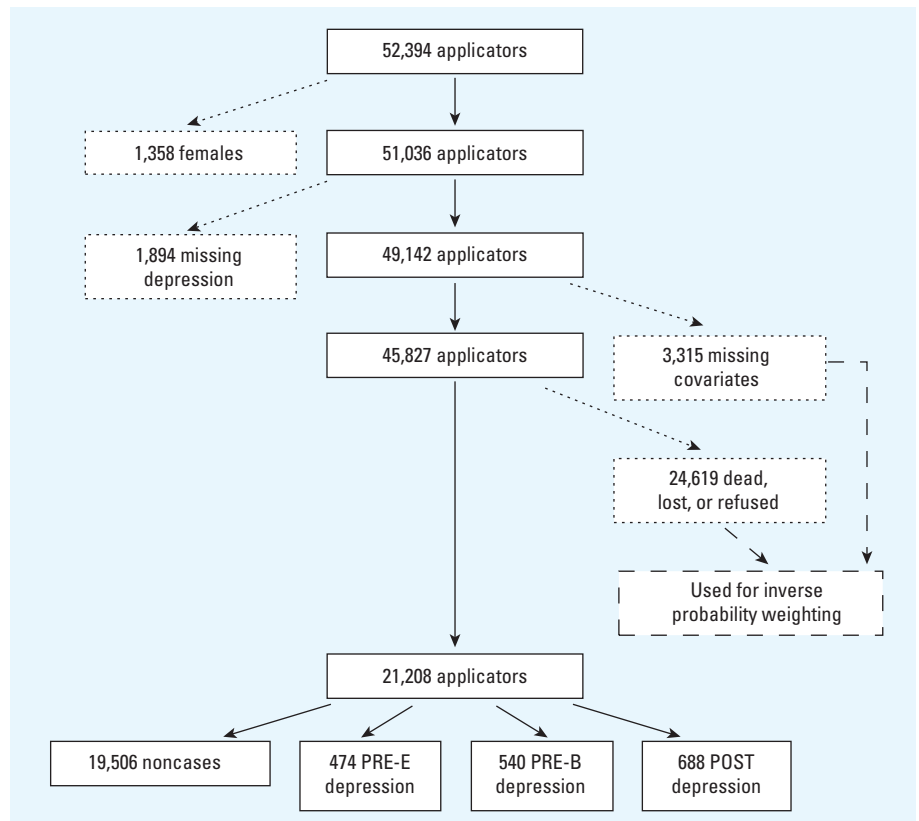 52,394 applicators
1,358 females
51,036 applicators
1,894 missing
depression
49,142 applicators
45,827 applicators
3,315 missing
covariates
24,619 dead,
lost, or refused
Used for inverse
probability weighting
21,208 applicators
19,506 noncases
474 PRE-E
depression
540 PRE-B
depression
688 POST
depression